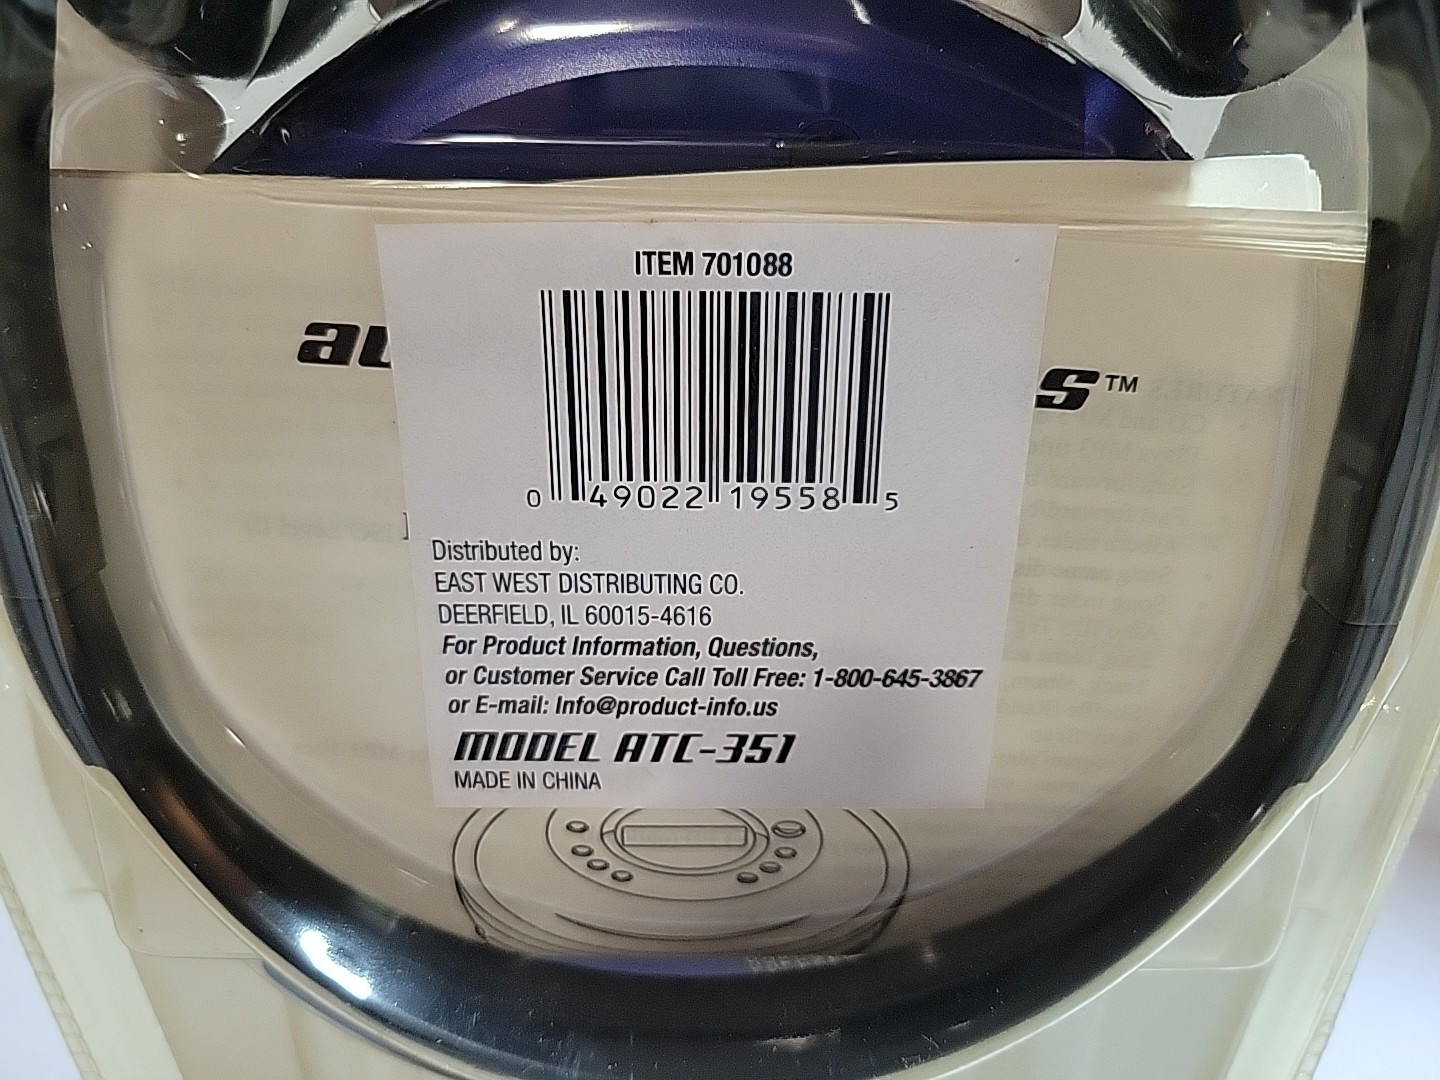 ITEM 701088
0 49022 19558 5
Distributed by:
EAST WEST DISTRIBUTING CO.
DEERFIELD, IL 60015-4616
For Product Information, Questions,
or Customer Service Call Toll Free: 1-800-645-3867
or E-mail: Info@product-info.us
MODEL ATC-351
MADE IN CHINA